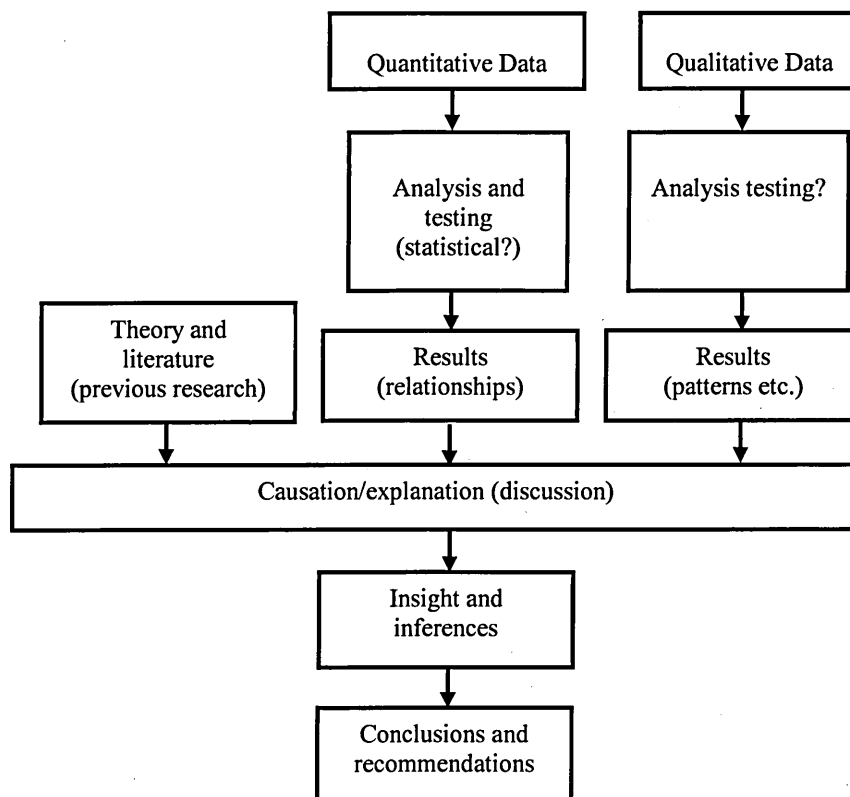 Quantitative Data
Qualitative Data
Analysis and
testing
(statistical?)
Analysis testing?
Theory and
literature
(previous research)
Results
(relationships)
Results
(patterns etc.)
Causation/explanation (discussion)
Insight and
inferences
Conclusions and
recommendations